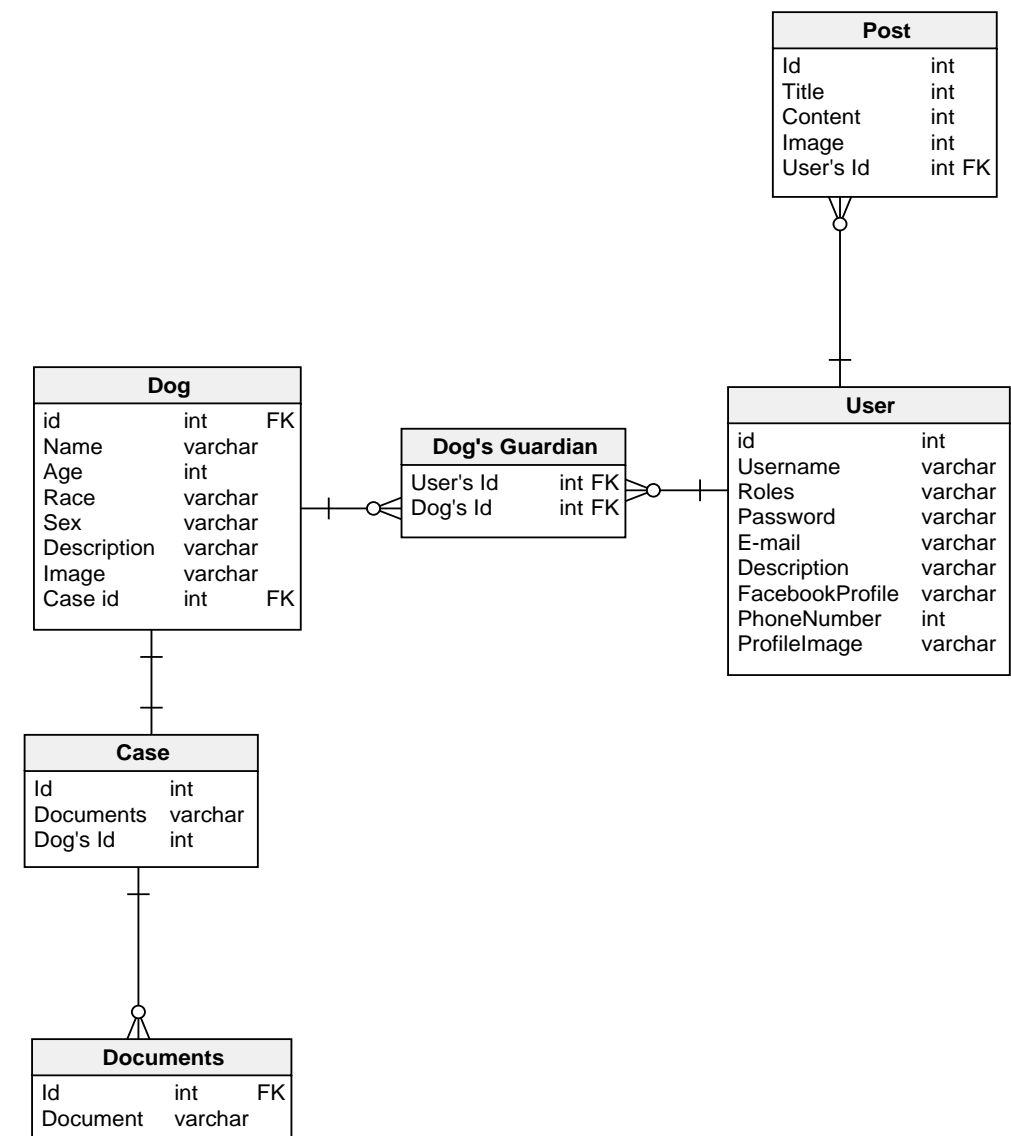 Post
Id int
Title int
Content int
Image int
User's Id int FK
Dog
id int FK
Name varchar
Age int
Race varchar
Sex varchar
Description varchar
Image varchar
Case id int FK
Dog's Guardian
User's Id int FK
Dog's Id int FK
User
id int
Username varchar
Roles varchar
Password varchar
E-mail varchar
Description varchar
FacebookProfile varchar
PhoneNumber int
ProfileImage varchar
Case
Id int
Documents varchar
Dog's Id int
Documents
Id int FK
Document varchar